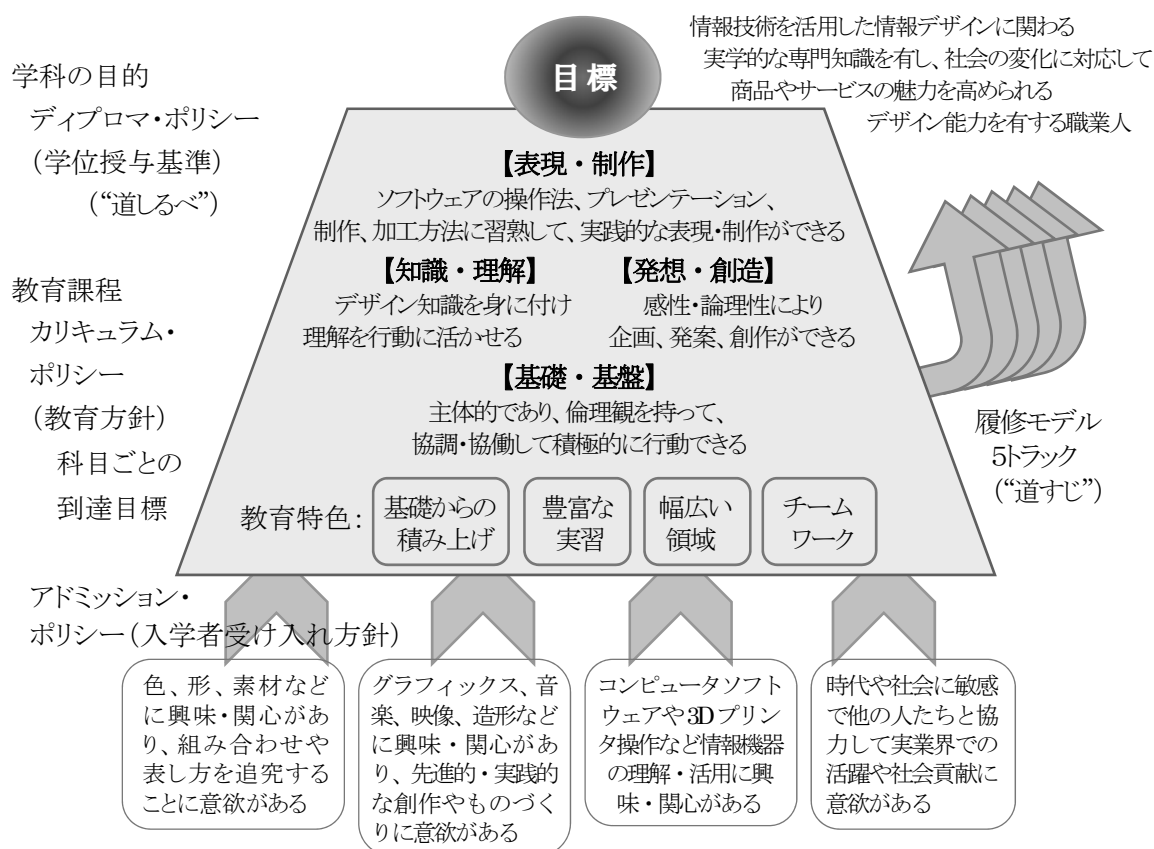 情報技術を活用した情報デザインに関わる
実学的な専門知識を有し、社会の変化に対応して
商品やサービスの魅力を高められる
デザイン能力を有する職業人
目標
学科の目的
ディプロマ・ポリシー
（学位授与基準）
（“道しるべ”）
【表現・制作】
ソフトウェアの操作法、プレゼンテーション、
制作、加工方法に習熟して、実践的な表現・制作ができる
【知識・理解】
デザイン知識を身に付け
理解を行動に活かせる
【発想・創造】
感性・論理性により
企画、発案、創作ができる
【基礎・基盤】
主体的であり、倫理観を持って、
協調・協働して積極的に行動できる
教育課程
カリキュラム・
ポリシー
（教育方針）
科目ごとの
到達目標
履修モデル
5トラック
（“道すじ”）
教育特色：
基礎からの
積み上げ
豊富な
実習
幅広い
領域
チーム
ワーク
アドミッション・
ポリシー（入学者受け入れ方針）
色、形、素材など
に興味・関心があ
り、組み合わせや
表し方を追究する
ことに意欲がある
グラフィックス、音
楽、映像、造形など
に興味・関心があ
り、先進的・実践的
な創作やものづく
りに意欲がある
コンピュータソフト
ウェアや3Dプリン
タ操作など情報機器
の理解・活用に興
味・関心がある
時代や社会に敏感
で他の人たちと協
力して実業界での
活躍や社会貢献に
意欲がある